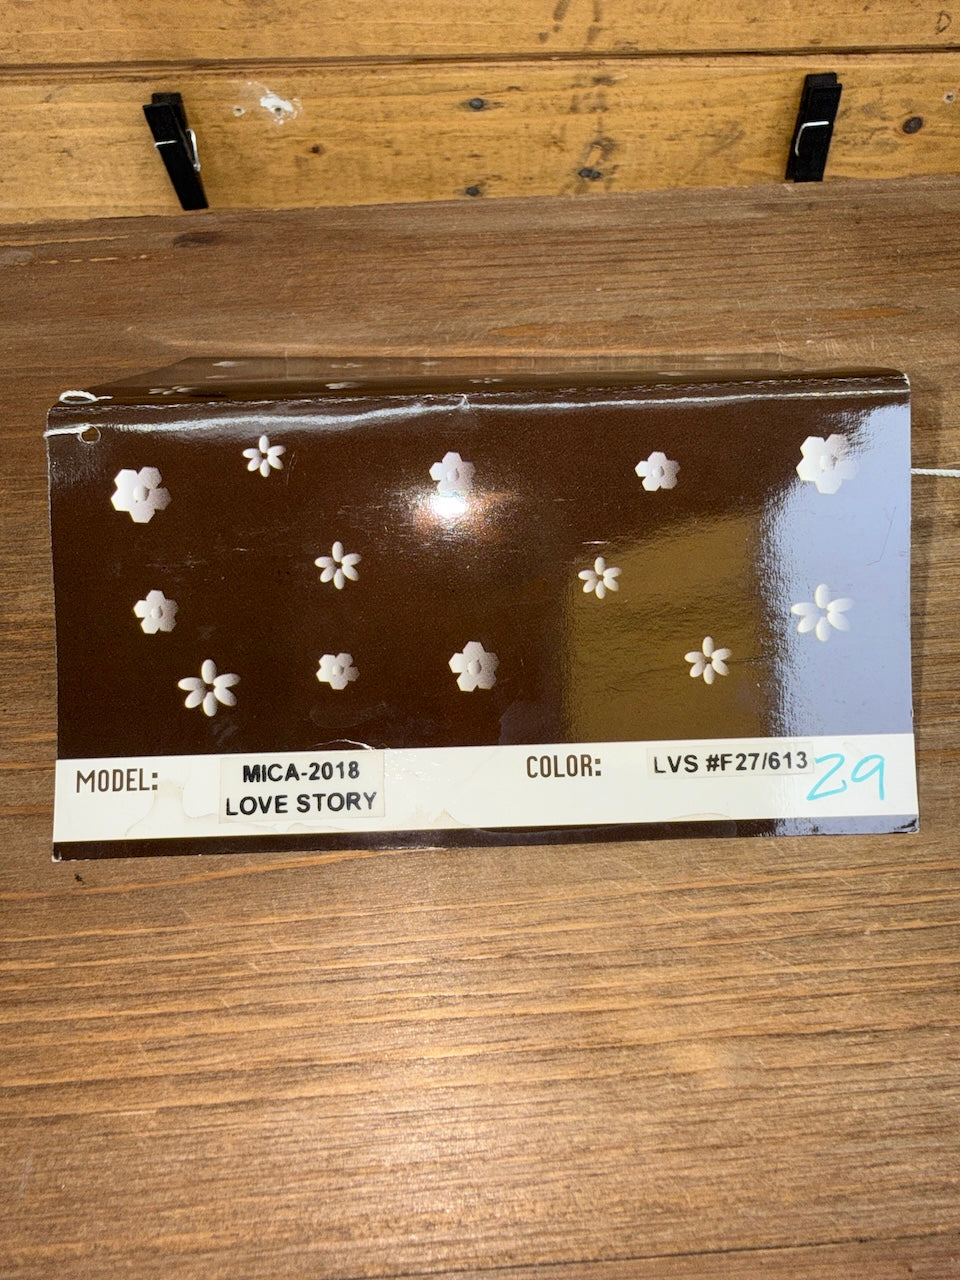 MODEL: MICA-2018
LOVE STORY
COLOR: LVS #F27/613 29